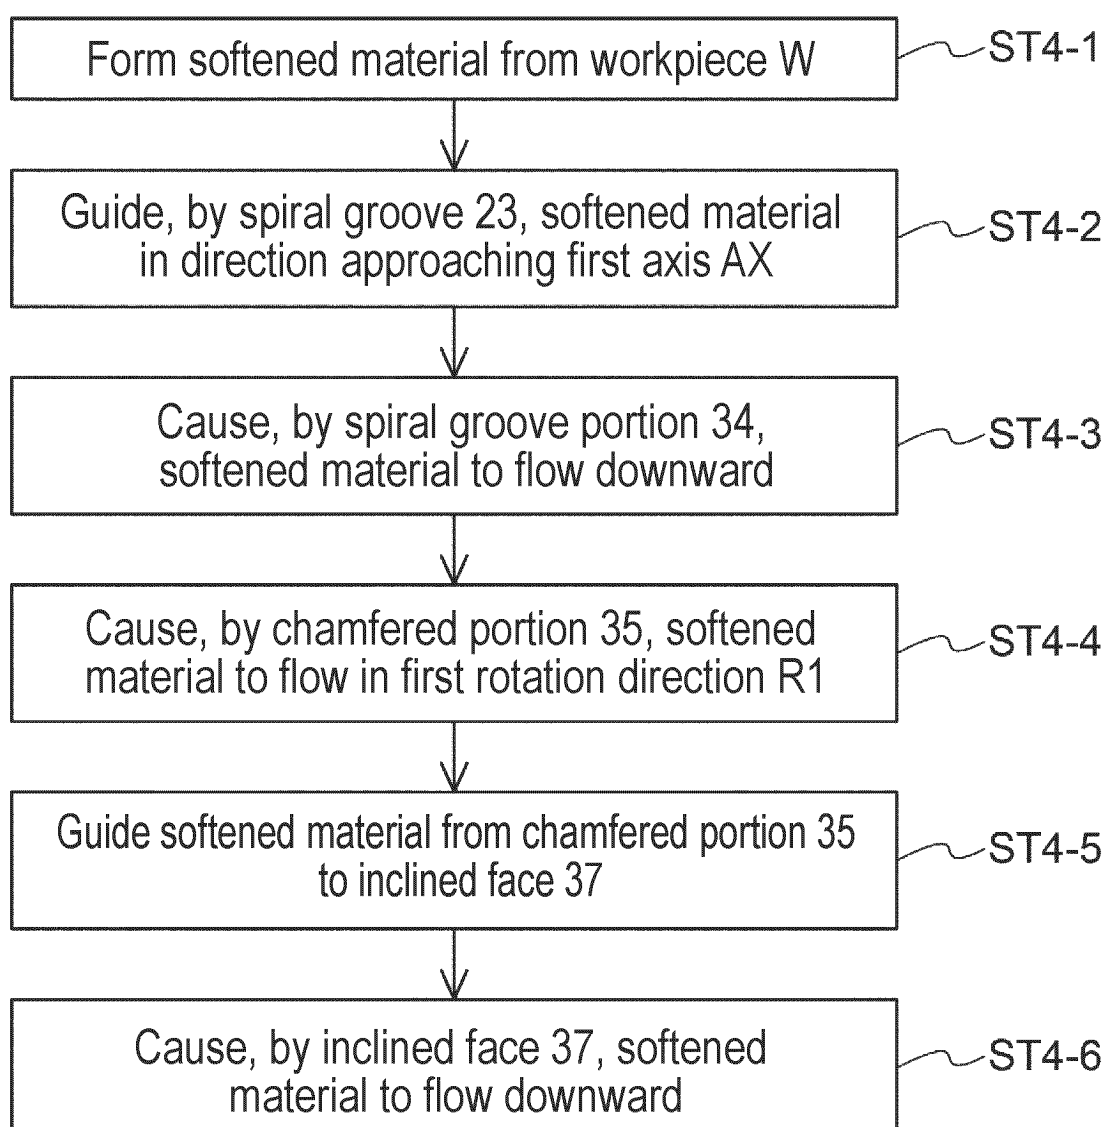 Form softened material from workpiece W
ST4-1
Guide, by spiral groove 23, softened material
in direction approaching first axis AX
ST4-2
Cause, by spiral groove portion 34,
softened material to flow downward
ST4-3
Cause, by chamfered portion 35, softened
material to flow in first rotation direction R1
ST4-4
Guide softened material from chamfered portion 35
to inclined face 37
ST4-5
Cause, by inclined face 37, softened
material to flow downward
ST4-6